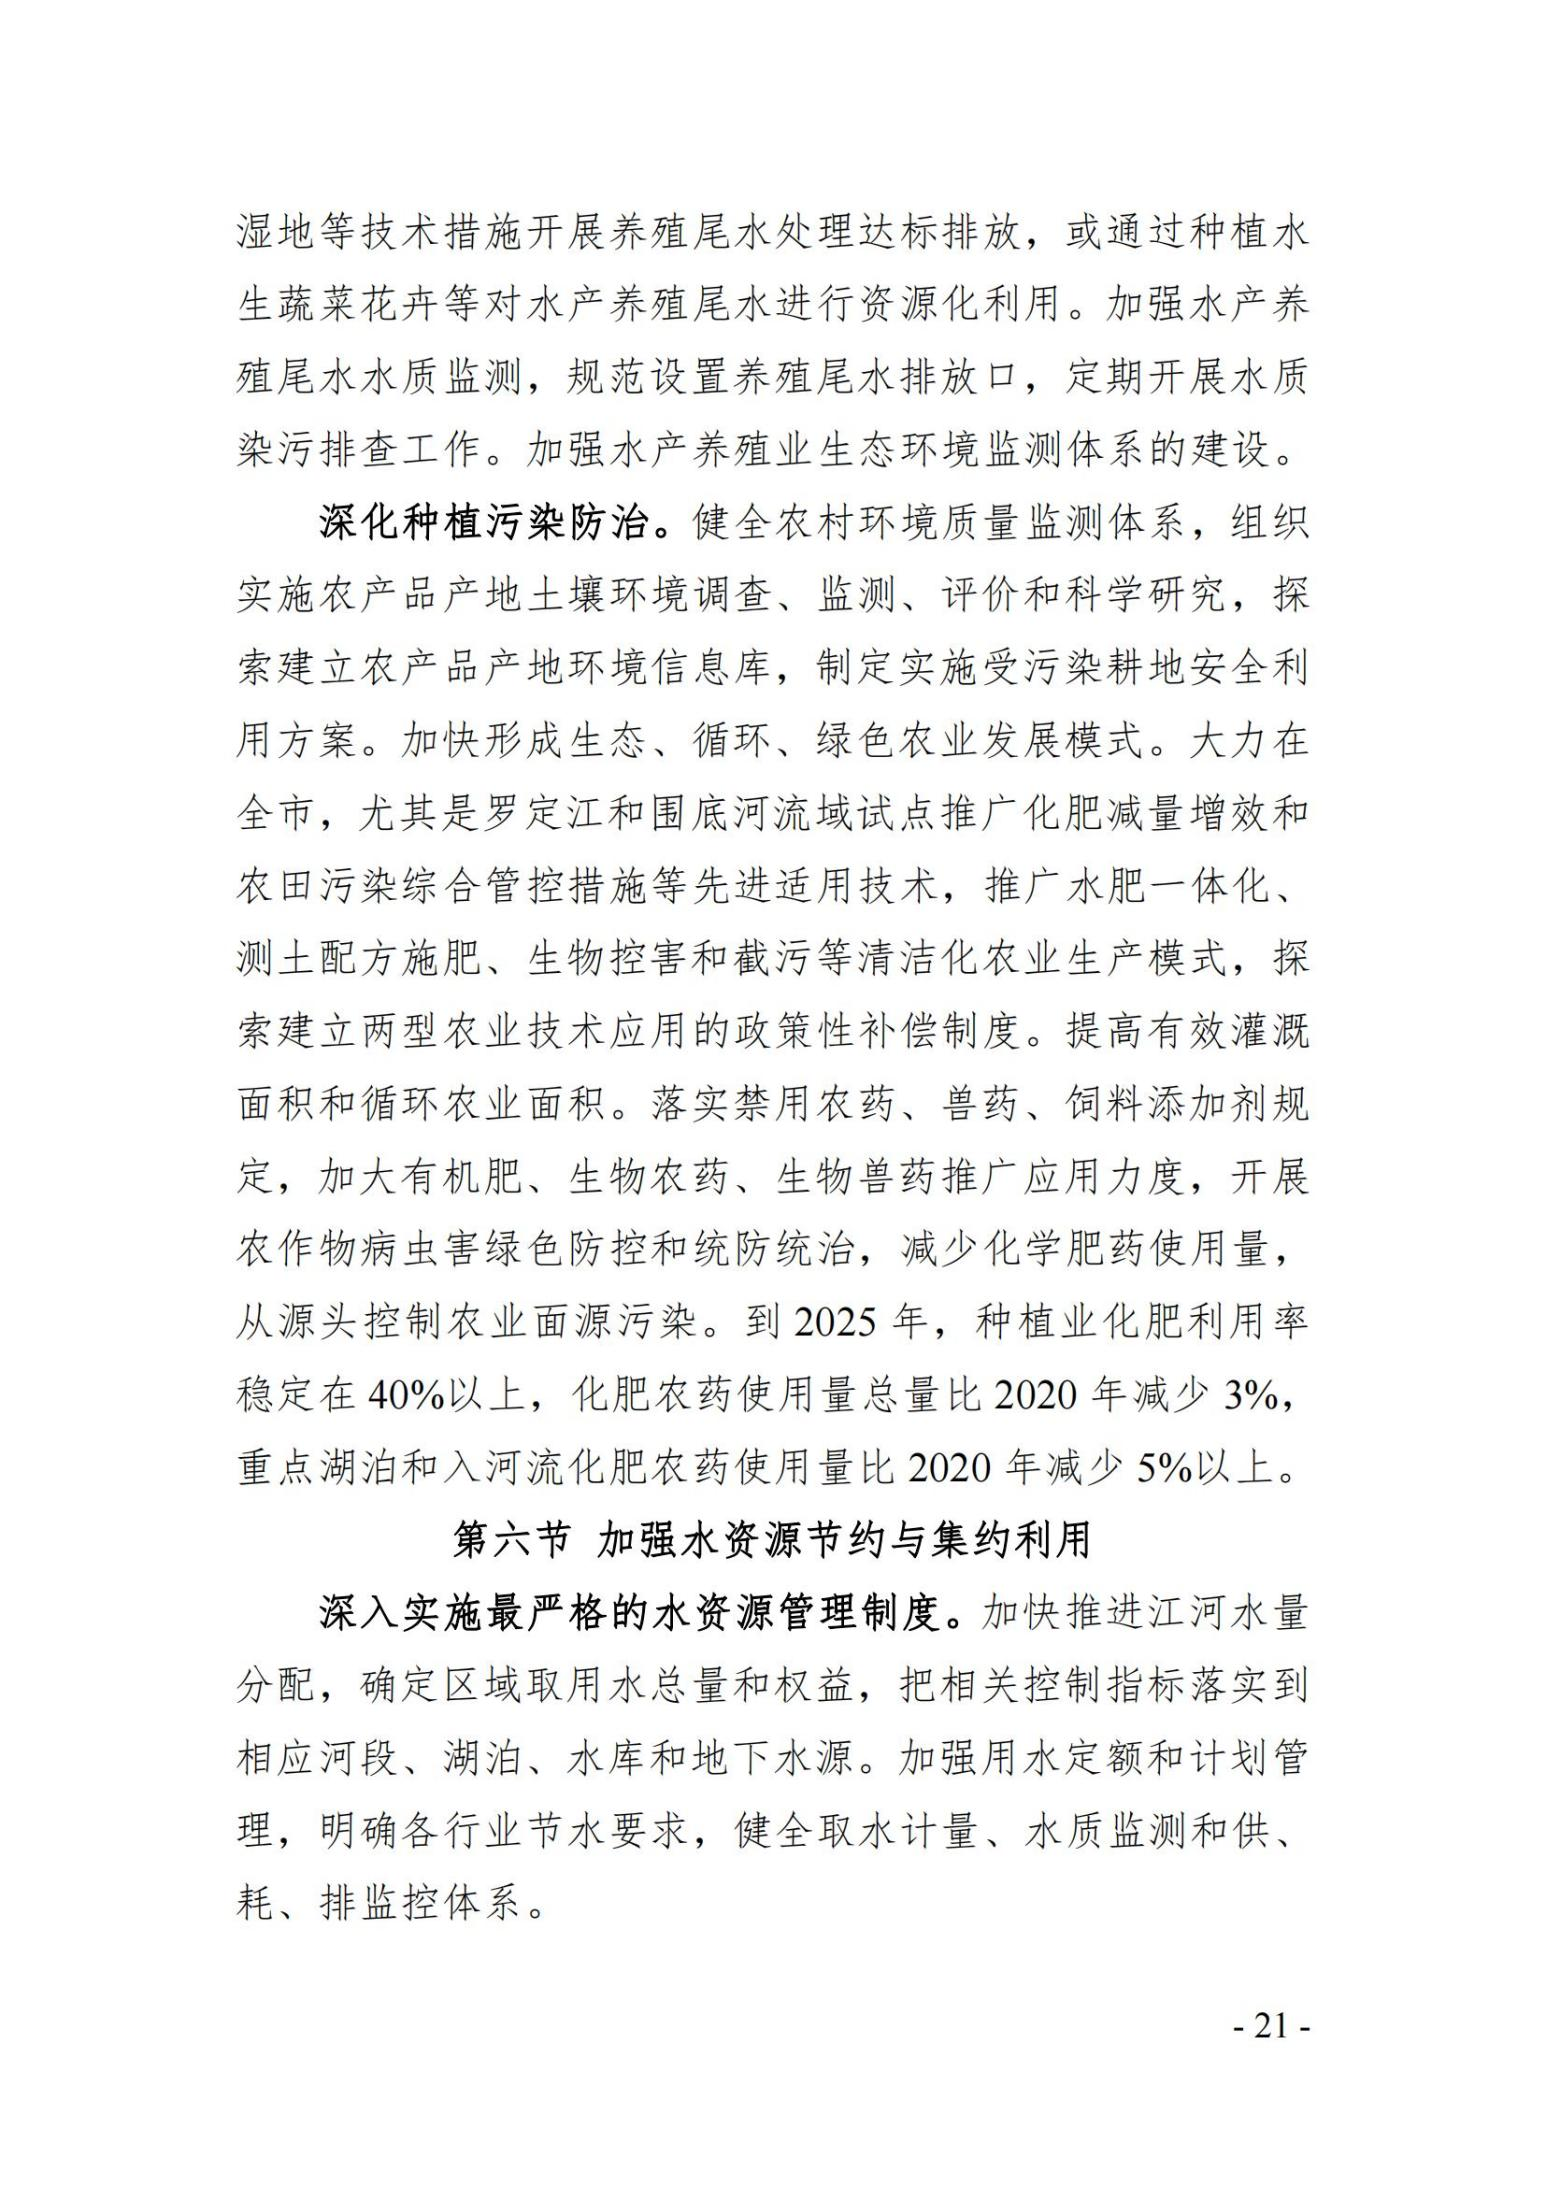 湿地等技术措施开展养殖尾水处理达标排放，或通过种植水
生蔬菜花卉等对水产养殖尾水进行资源化利用。加强水产养
殖尾水水质监测，规范设置养殖尾水排放口，定期开展水质
染污排查工作。加强水产养殖业生态环境监测体系的建设。
深化种植污染防治。健全农村环境质量监测体系，组织
实施农产品产地土壤环境调查、监测、评价和科学研究，探
索建立农产品产地环境信息库，制定实施受污染耕地安全利
用方案。加快形成生态、循环、绿色农业发展模式。大力在
全市，尤其是罗定江和围底河流域试点推广化肥减量增效和
农田污染综合管控措施等先进适用技术，推广水肥一体化、
测土配方施肥、生物控害和截污等清洁化农业生产模式，探
索建立两型农业技术应用的政策性补偿制度。提高有效灌溉
面积和循环农业面积。落实禁用农药、兽药、饲料添加剂规
定，加大有机肥、生物农药、生物兽药推广应用力度，开展
农作物病虫害绿色防控和统防统治，减少化学肥药使用量，
从源头控制农业面源污染。到 2025 年，种植业化肥利用率
稳定在 40%以上，化肥农药使用量总量比 2020 年减少 3%，
重点湖泊和入河流化肥农药使用量比 2020 年减少 5%以上。
第六节 加强水资源节约与集约利用
深入实施最严格的水资源管理制度。加快推进江河水量
分配，确定区域取用水总量和权益，把相关控制指标落实到
相应河段、湖泊、水库和地下水源。加强用水定额和计划管
理，明确各行业节水要求，健全取水计量、水质监测和供、
耗、排监控体系。
- 21 -